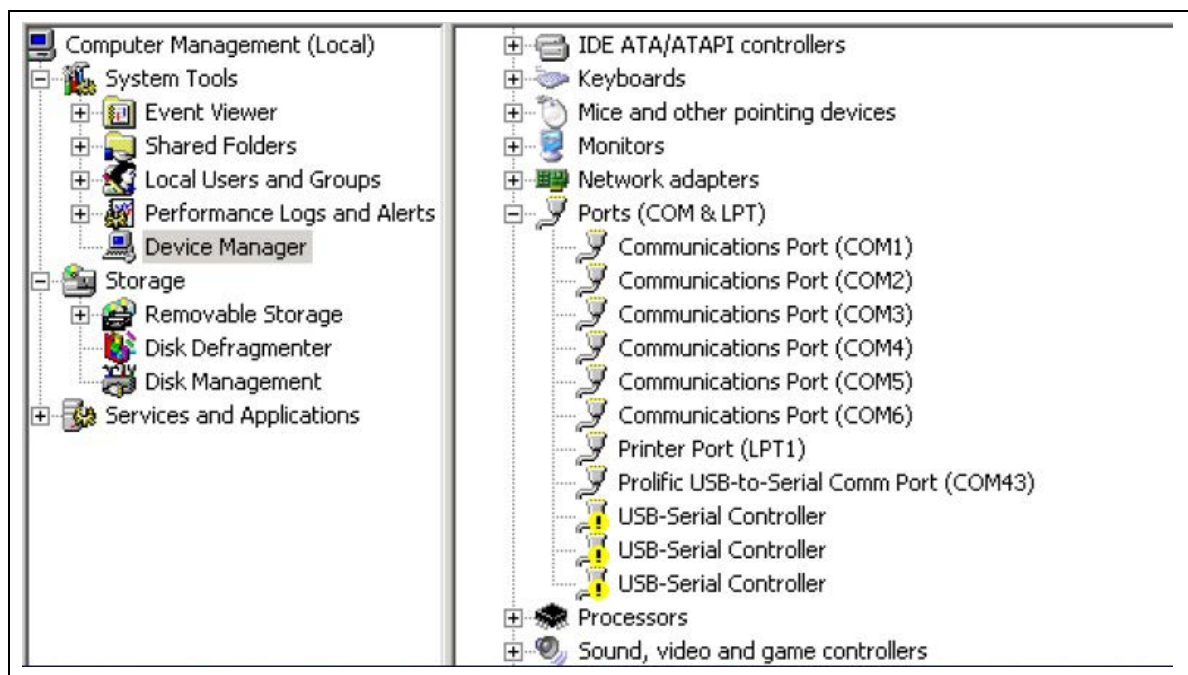 Computer Management (Local)
System Tools
Event Viewer
Shared Folders
Local Users and Groups
Performance Logs and Alerts
Device Manager
Storage
Removable Storage
Disk Defragmenter
Disk Management
Services and Applications
IDE ATA/ATAPI controllers
Keyboards
Mice and other pointing devices
Monitors
Network adapters
Ports (COM & LPT)
Communications Port (COM1)
Communications Port (COM2)
Communications Port (COM3)
Communications Port (COM4)
Communications Port (COM5)
Communications Port (COM6)
Printer Port (LPT1)
Prolific USB-to-Serial Comm Port (COM43)
USB-Serial Controller
USB-Serial Controller
USB-Serial Controller
Processors
Sound, video and game controllers